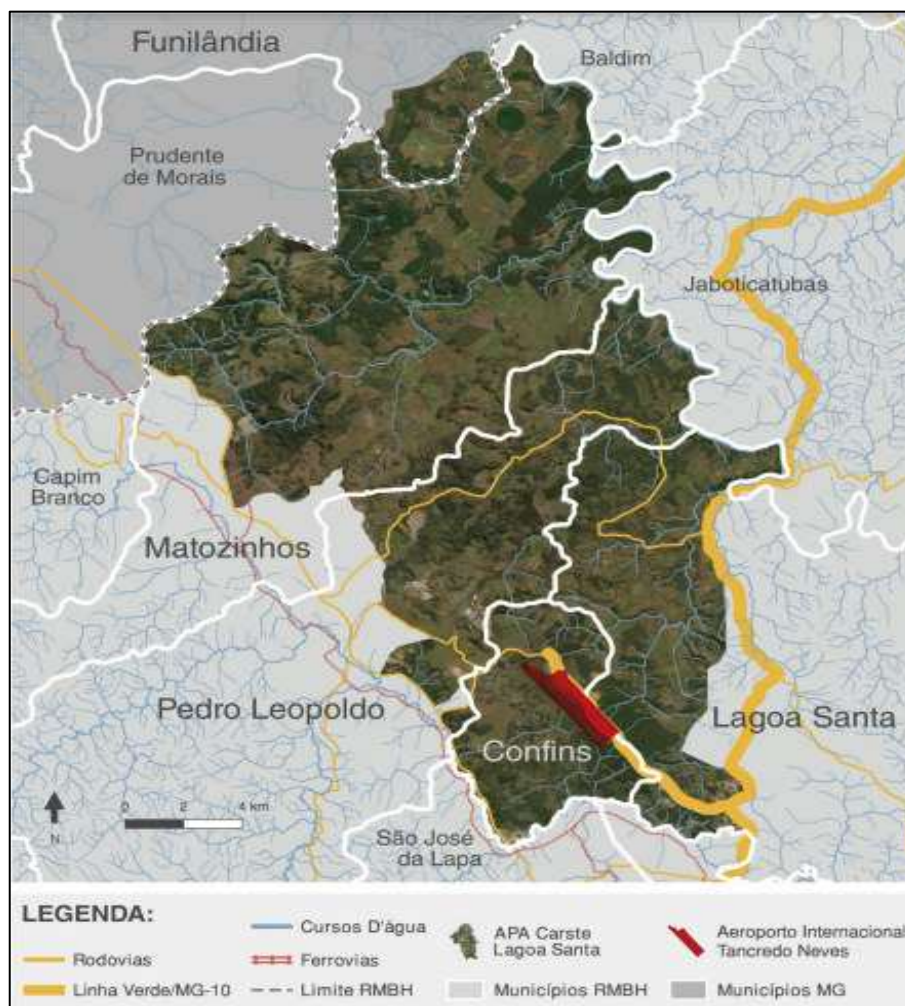 Funilândia
Baldim
Prudente
de Morais
Jaboticatubas
Capim
Branco
Matozinhos
Pedro Leopoldo
Lagoa Santa
Confins
0 2 4 km
N
São José
da Lapa
LEGENDA:
Rodovias
Linha Verde/MG-10
Cursos D'água
Ferrovias
Limite RMBH
APA Carste
Lagoa Santa
Municípios RMBH
Aeroporto Internacional
Tancredo Neves
Municípios MG